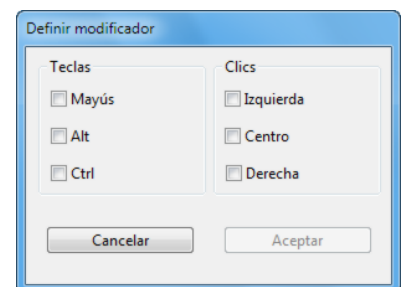 Definir modificador
Teclas
Clics
Mayús
Izquierda
Alt
Centro
Ctrl
Derecha
Cancelar
Aceptar